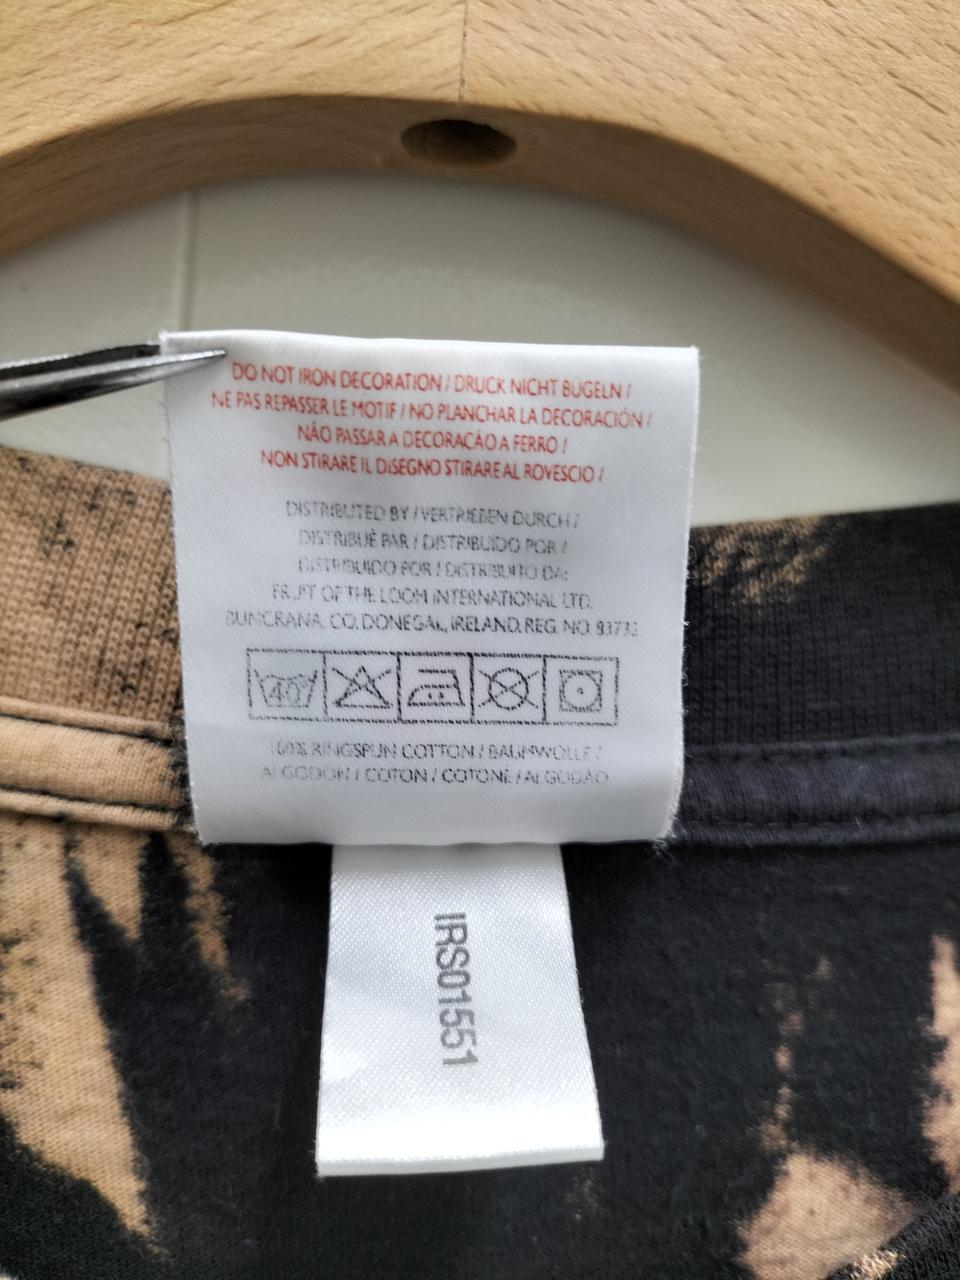 DO NOT IRON DECORATION / DRUCK NICHT BÜGELN /
NE PAS REPASSER LE MOTIF / NO PLANCHAR LA DECORACIÓN /
NÃO PASSAR A DECORACÃO A FERRO /
NON STIRARE IL DISEGNO STIRARE AL ROVESCIO /
DISTRIBUTED BY / VERTRIEBEN DURCH /
DISTRIBUÉ PAR / DISTRIBUIDO POR /
DISTRIBUIDO POR / DISTRIBUITO DA:
FRUIT OF THE LOOM INTERNATIONAL LTD.
BUNCRANA, CO. DONEGAL, IRELAND. REG. NO. 93732
40°
100% RINGSPUN COTTON / BAUMWOLLE /
ALGODON / COTON / COTONE / ALGODÃO
IRS01551